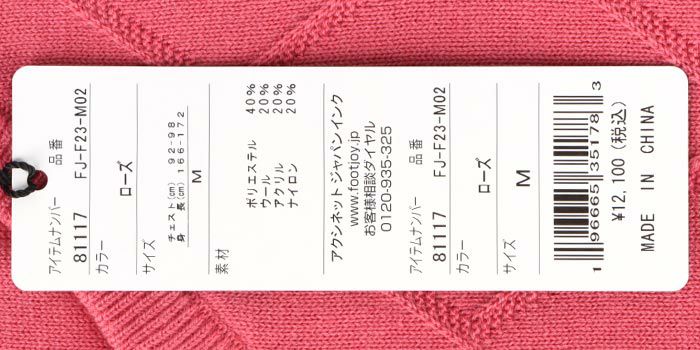 アイテムナンバー 品番
81117 FJ-F23-M02
カラー ローズ
サイズ
チェスト(cm) 92-98
身長(cm) 166-172
M
素材
ポリエステル 40%
ウール 20%
アクリル 20%
ナイロン 20%
アクシネット ジャパン インク
www.footjoy.jp
お客様相談ダイヤル
0120-935-325
アイテムナンバー 品番
81117 FJ-F23-M02
カラー ローズ
サイズ M
1 96665 35178 3
¥12,100 (税込)
MADE IN CHINA